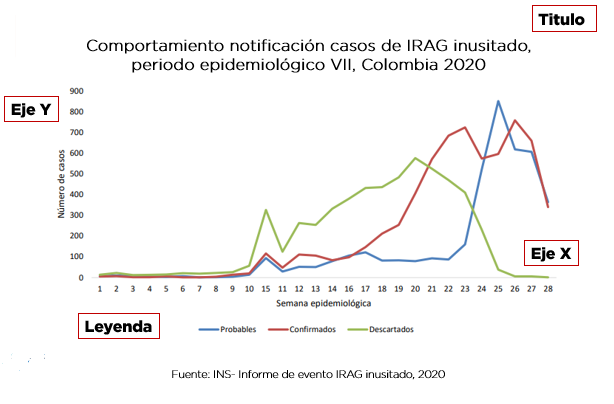 Titulo
Comportamiento notificación casos de IRAG inusitado,
periodo epidemiológico VII, Colombia 2020
Eje Y
Número de casos
900
800
700
600
500
400
300
200
100
0
1 2 3 4 5 6 7 8 9 10 15 11 12 13 14 15 16 17 18 19 20 21 22 23 24 25 26 27 28
Eje X
Semana epidemiológica
Leyenda
Probables Confirmados Descartados
Fuente: INS- Informe de evento IRAG inusitado, 2020